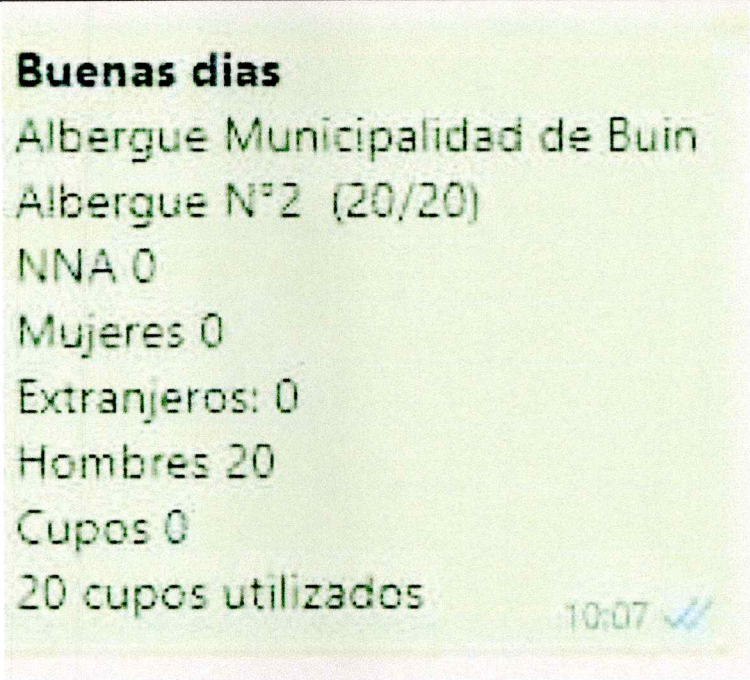 Buenas dias
Albergue Municipalidad de Buin
Albergue N°2 (20/20)
NNA 0
Mujeres 0
Extranjeros: 0
Hombres 20
Cupos 0
20 cupos utilizados
10:07